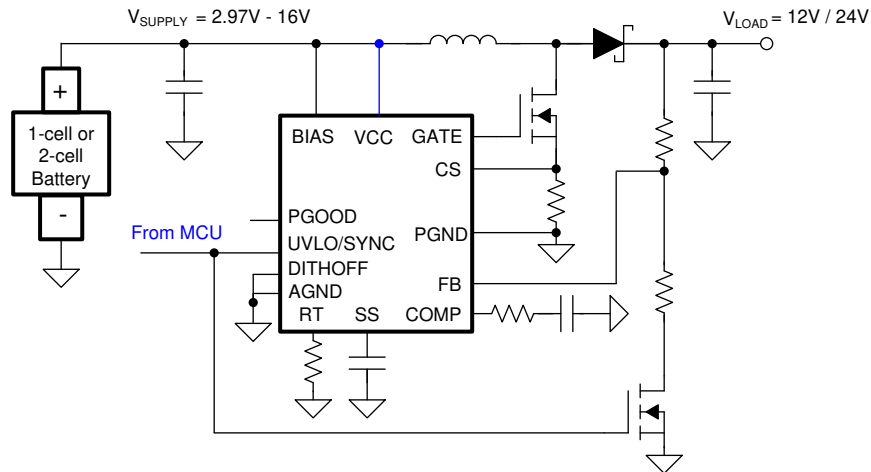 V_SUPPLY = 2.97V - 16V
V_LOAD = 12V / 24V
+
1-cell or
2-cell
Battery
-
BIAS VCC GATE
CS
PGOOD
From MCU
UVLO/SYNC
PGND
DITHOFF
AGND
FB
RT SS COMP